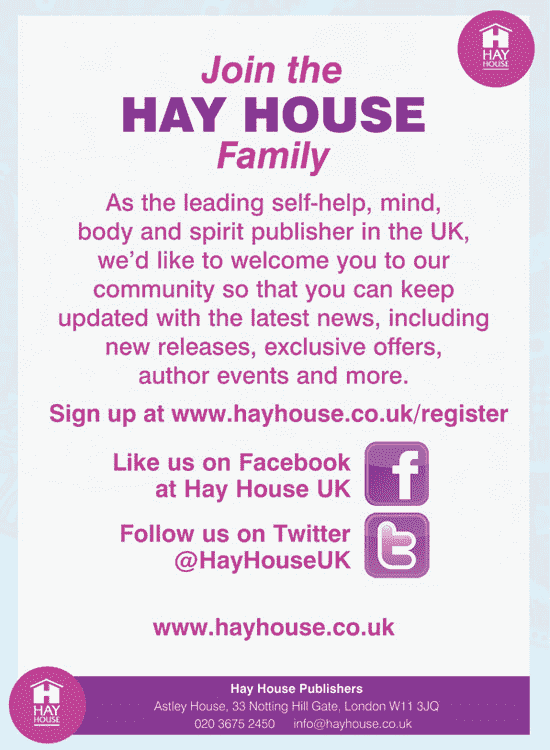 HAY
HOUSE
Join the
HAY HOUSE
Family
As the leading self-help, mind,
body and spirit publisher in the UK,
we’d like to welcome you to our
community so that you can keep
updated with the latest news, including
new releases, exclusive offers,
author events and more.
Sign up at www.hayhouse.co.uk/register
Like us on Facebook
at Hay House UK
f
Follow us on Twitter
@HayHouseUK
t
www.hayhouse.co.uk
HAY
HOUSE
Hay House Publishers
Astley House, 33 Notting Hill Gate, London W11 3JQ
020 3675 2450 info@hayhouse.co.uk